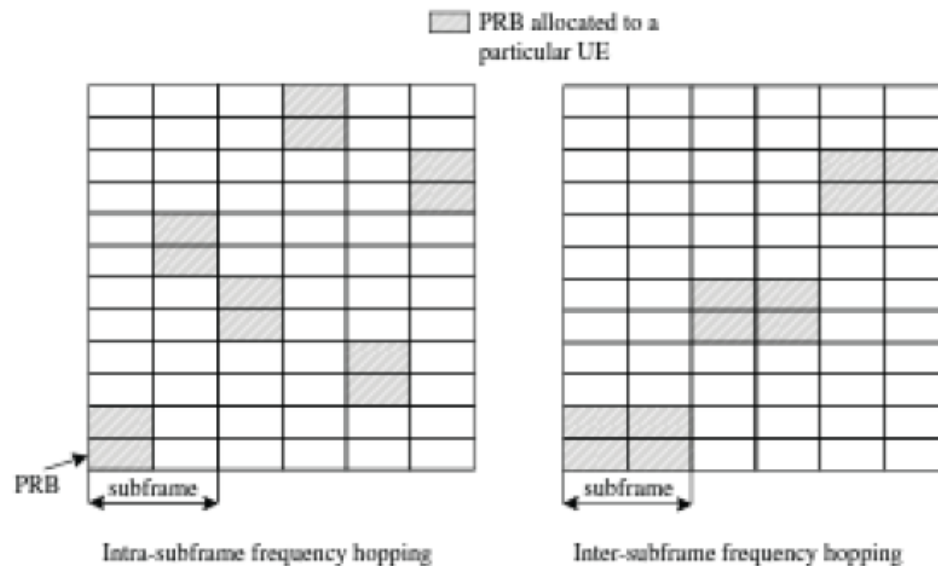 PRB allocated to a
particular UE
PRB
subframe
subframe
Intra-subframe frequency hopping
Inter-subframe frequency hopping